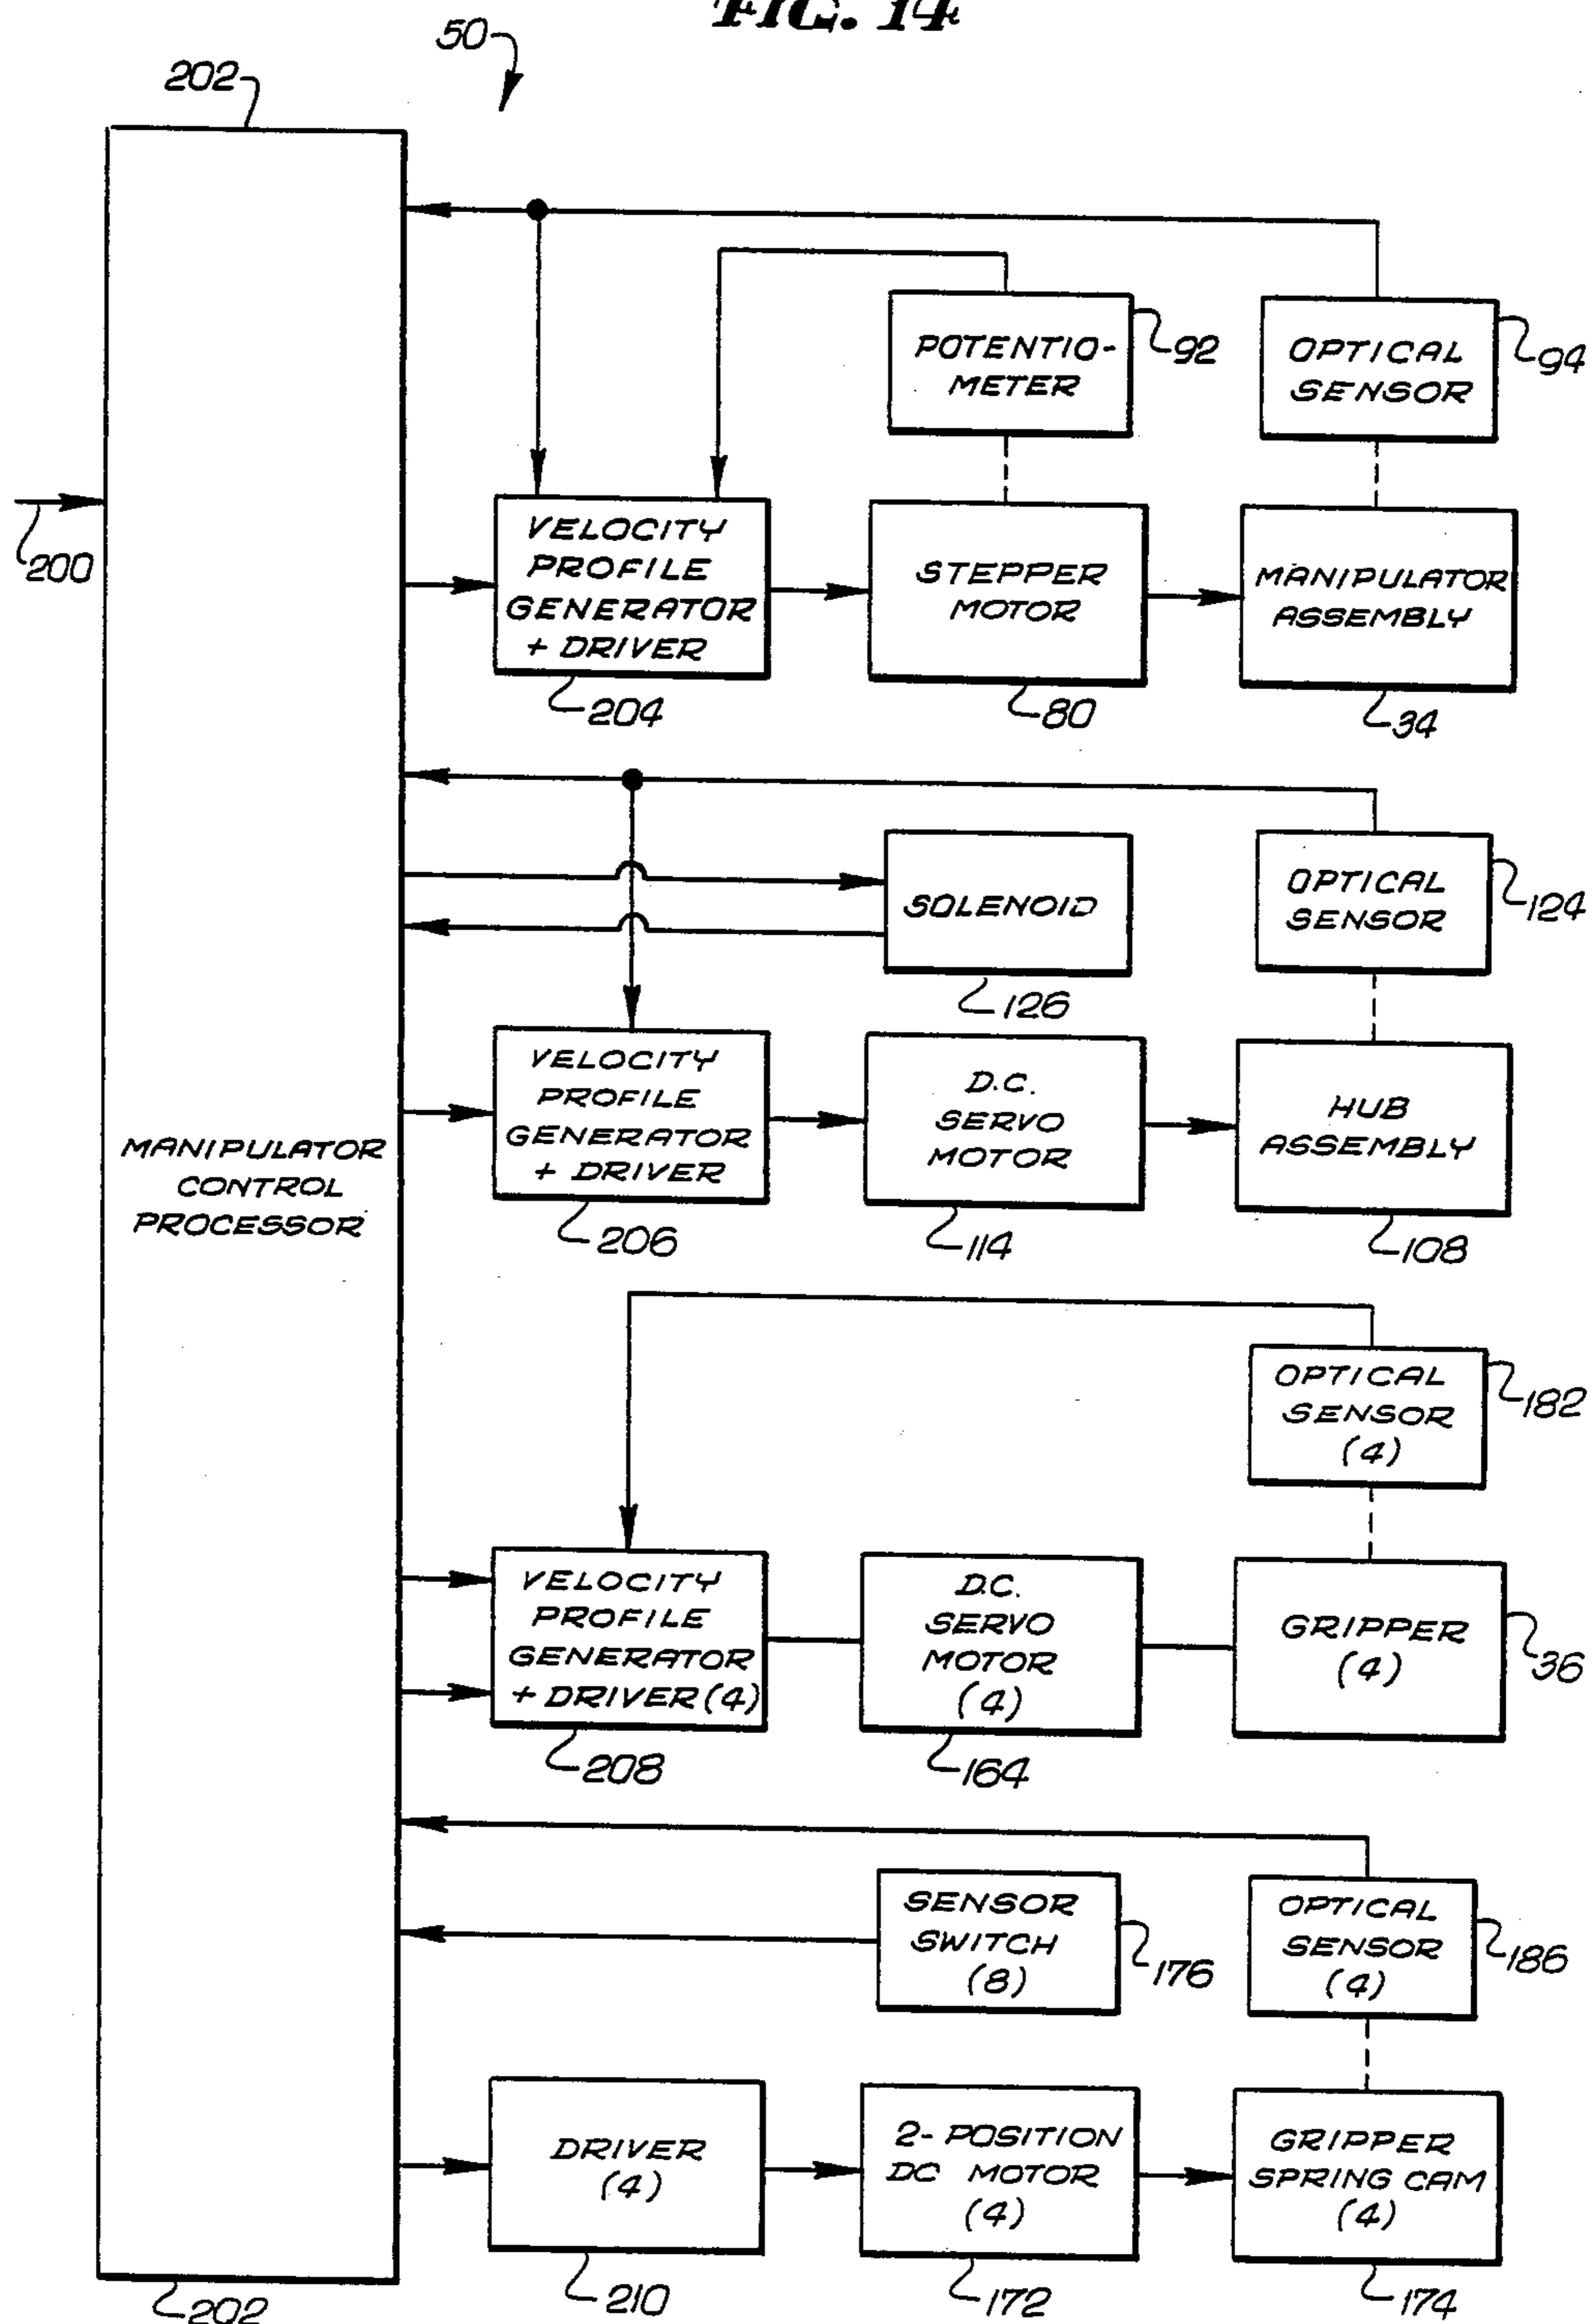 FIG. 14
50
202
POTENTIO-
METER
92
OPTICAL
SENSOR
94
200
VELOCITY
PROFILE
GENERATOR
+ DRIVER
204
STEPPER
MOTOR
80
MANIPULATOR
ASSEMBLY
34
SOLENOID
126
OPTICAL
SENSOR
124
MANIPULATOR
CONTROL
PROCESSOR
VELOCITY
PROFILE
GENERATOR
+ DRIVER
206
D.C.
SERVO
MOTOR
114
HUB
ASSEMBLY
108
OPTICAL
SENSOR
(4)
182
VELOCITY
PROFILE
GENERATOR
+ DRIVER (4)
208
D.C.
SERVO
MOTOR
(4)
164
GRIPPER
(4)
36
SENSOR
SWITCH
(8)
176
OPTICAL
SENSOR
(4)
186
DRIVER
(4)
210
2-POSITION
DC MOTOR
(4)
172
GRIPPER
SPRING CAM
(4)
174
202